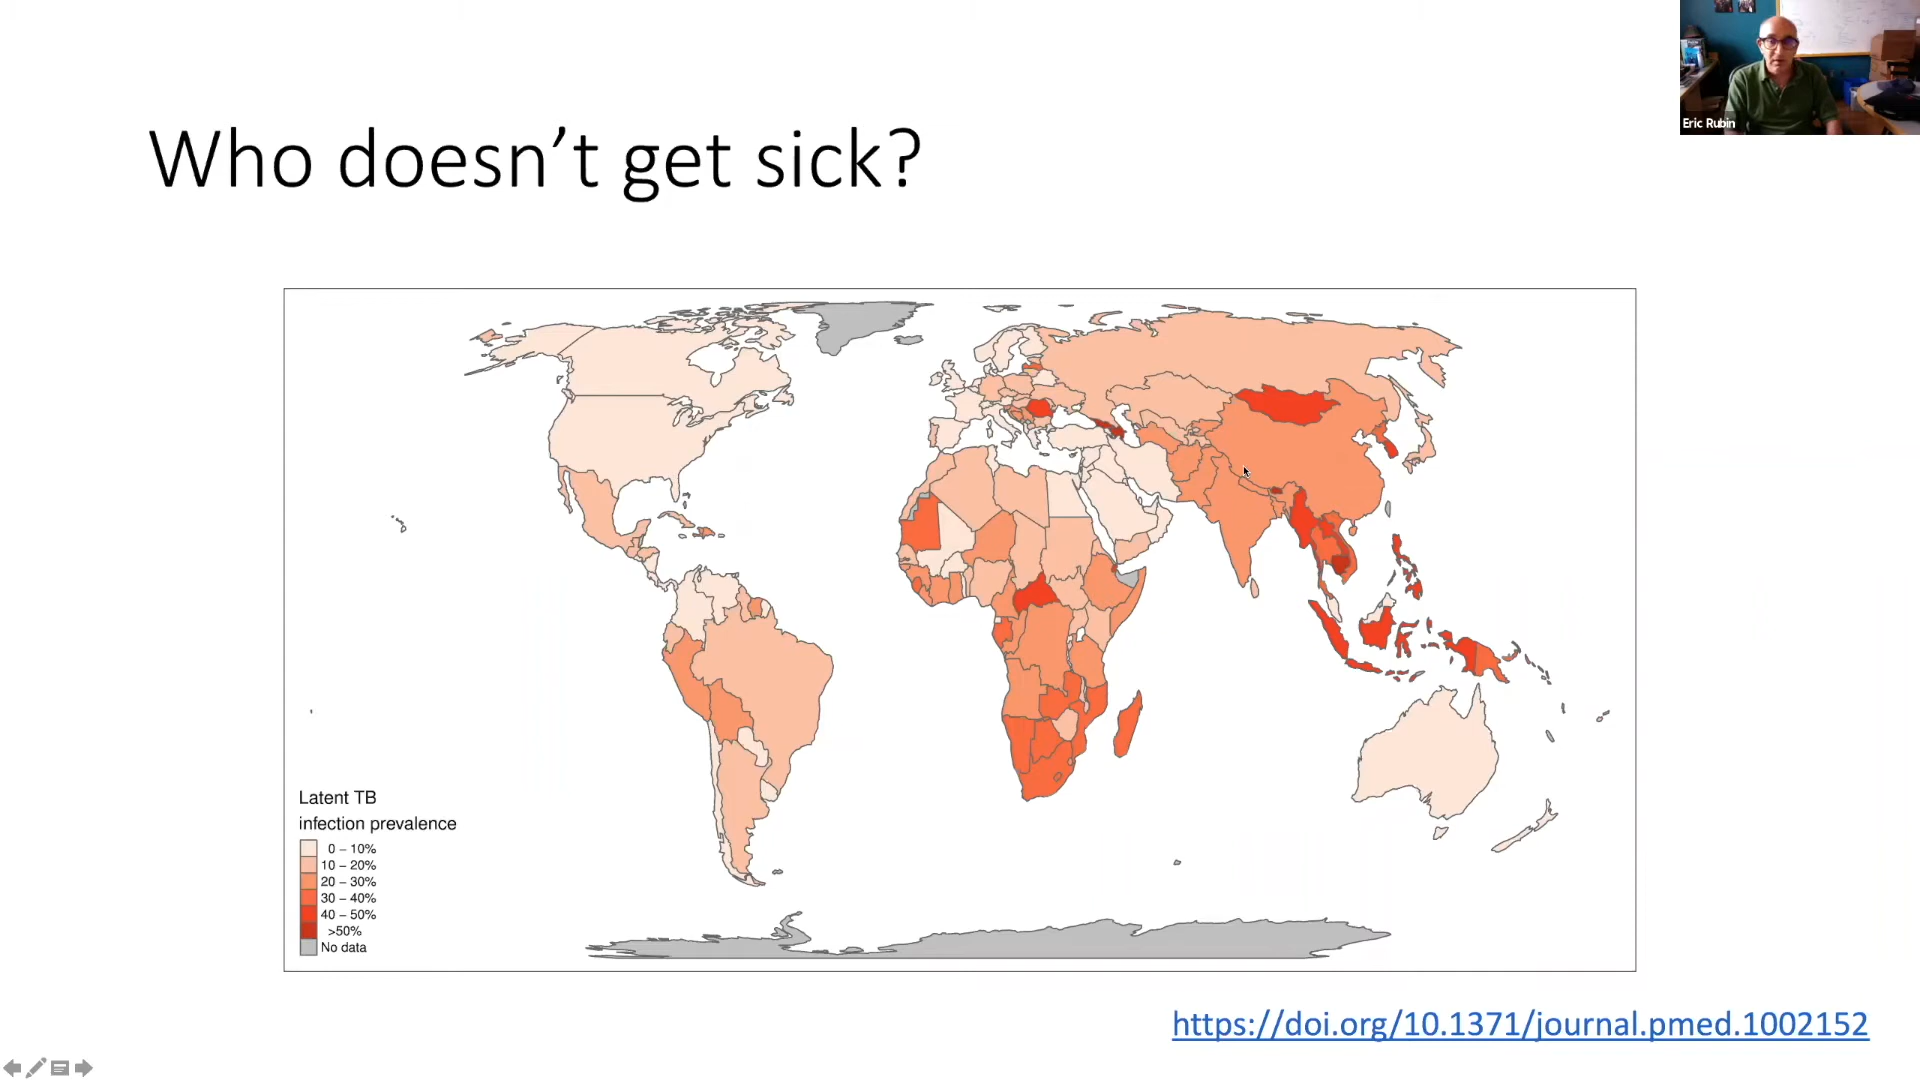 Eric Rubin
Who doesn’t get sick?
Latent TB
infection prevalence
0 – 10%
10 – 20%
20 – 30%
30 – 40%
40 – 50%
>50%
No data
https://doi.org/10.1371/journal.pmed.1002152